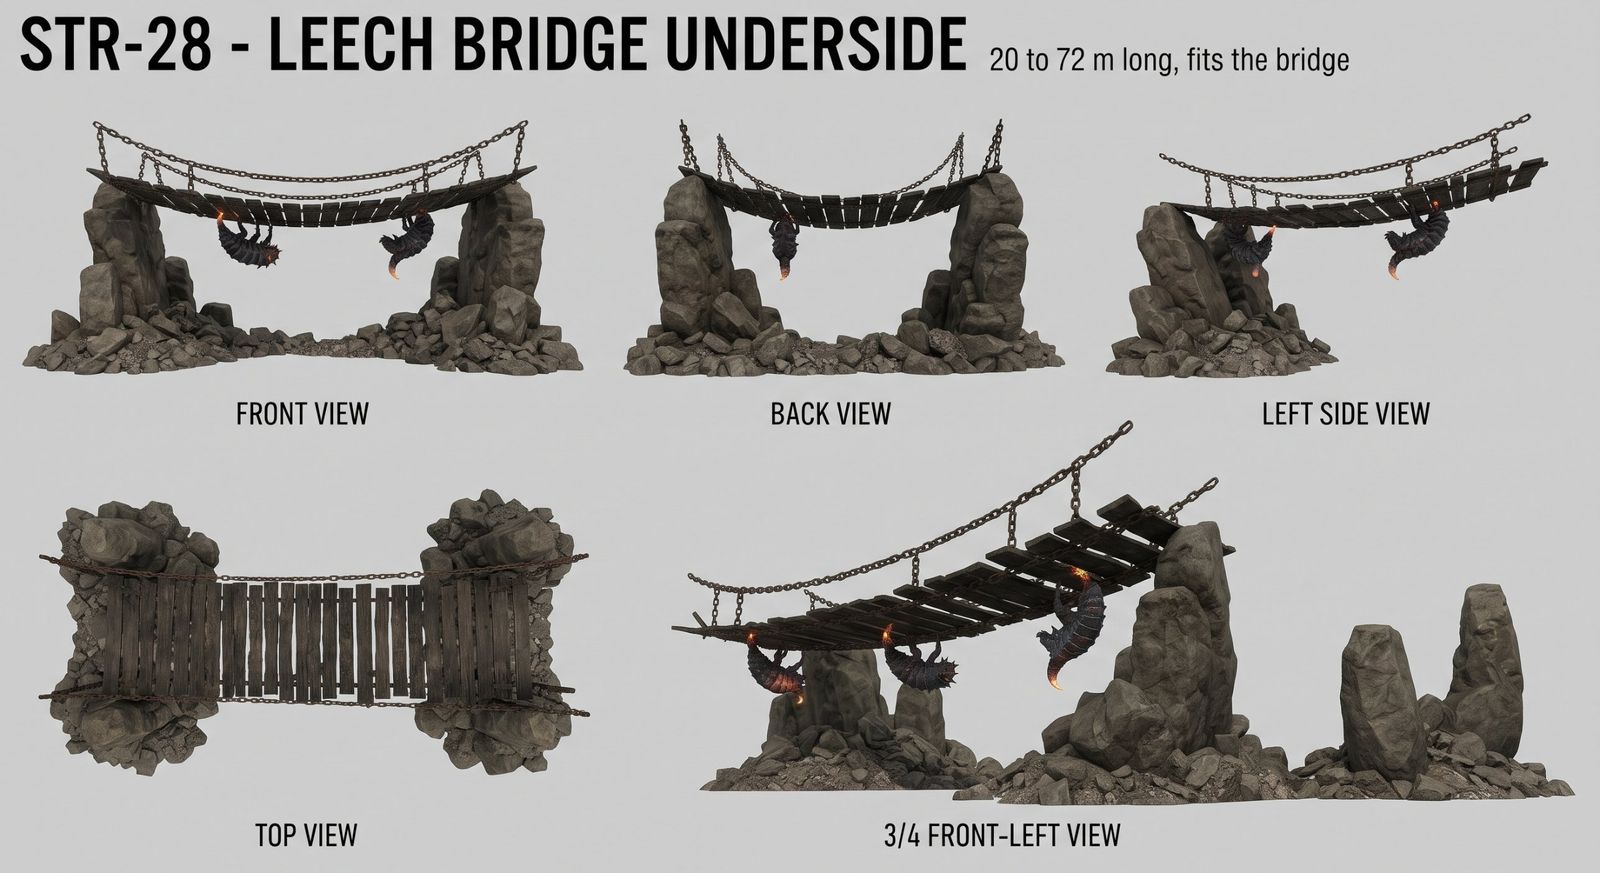 STR-28 - LEECH BRIDGE UNDERSIDE 20 to 72 m long, fits the bridge
FRONT VIEW
BACK VIEW
LEFT SIDE VIEW
TOP VIEW
3/4 FRONT-LEFT VIEW